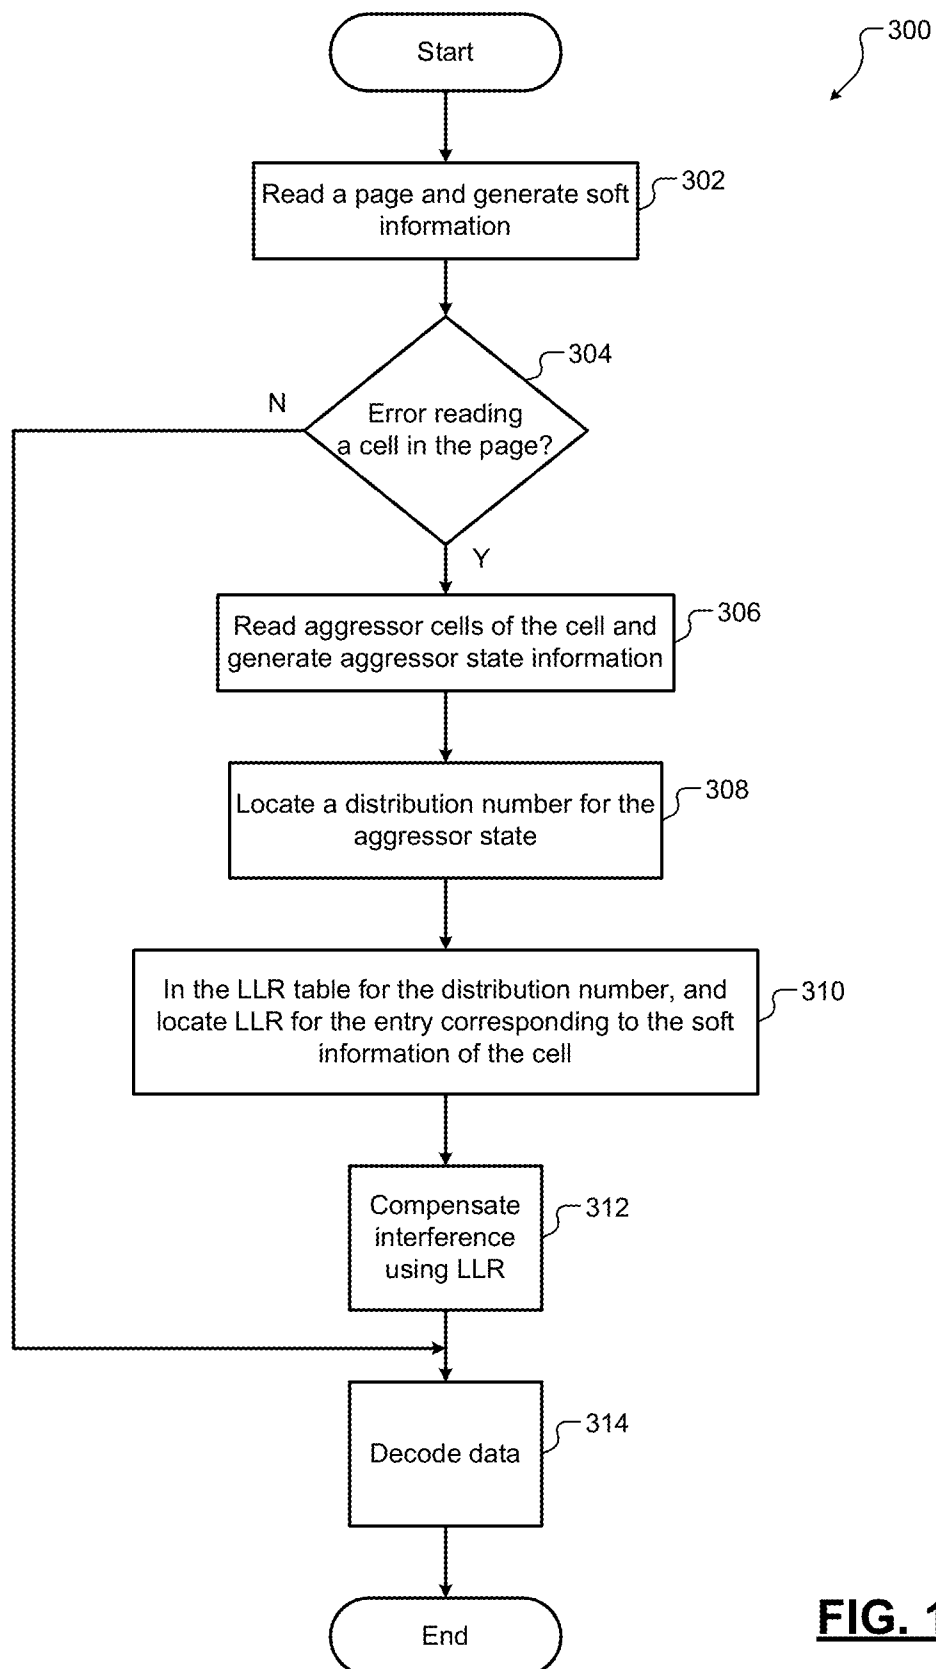 Start
300
Read a page and generate soft
information
302
304
Error reading
a cell in the page?
N
Y
Read aggressor cells of the cell and
generate aggressor state information
306
Locate a distribution number for the
aggressor state
308
In the LLR table for the distribution number, and
locate LLR for the entry corresponding to the soft
information of the cell
310
Compensate
interference
using LLR
312
Decode data
314
End
FIG.